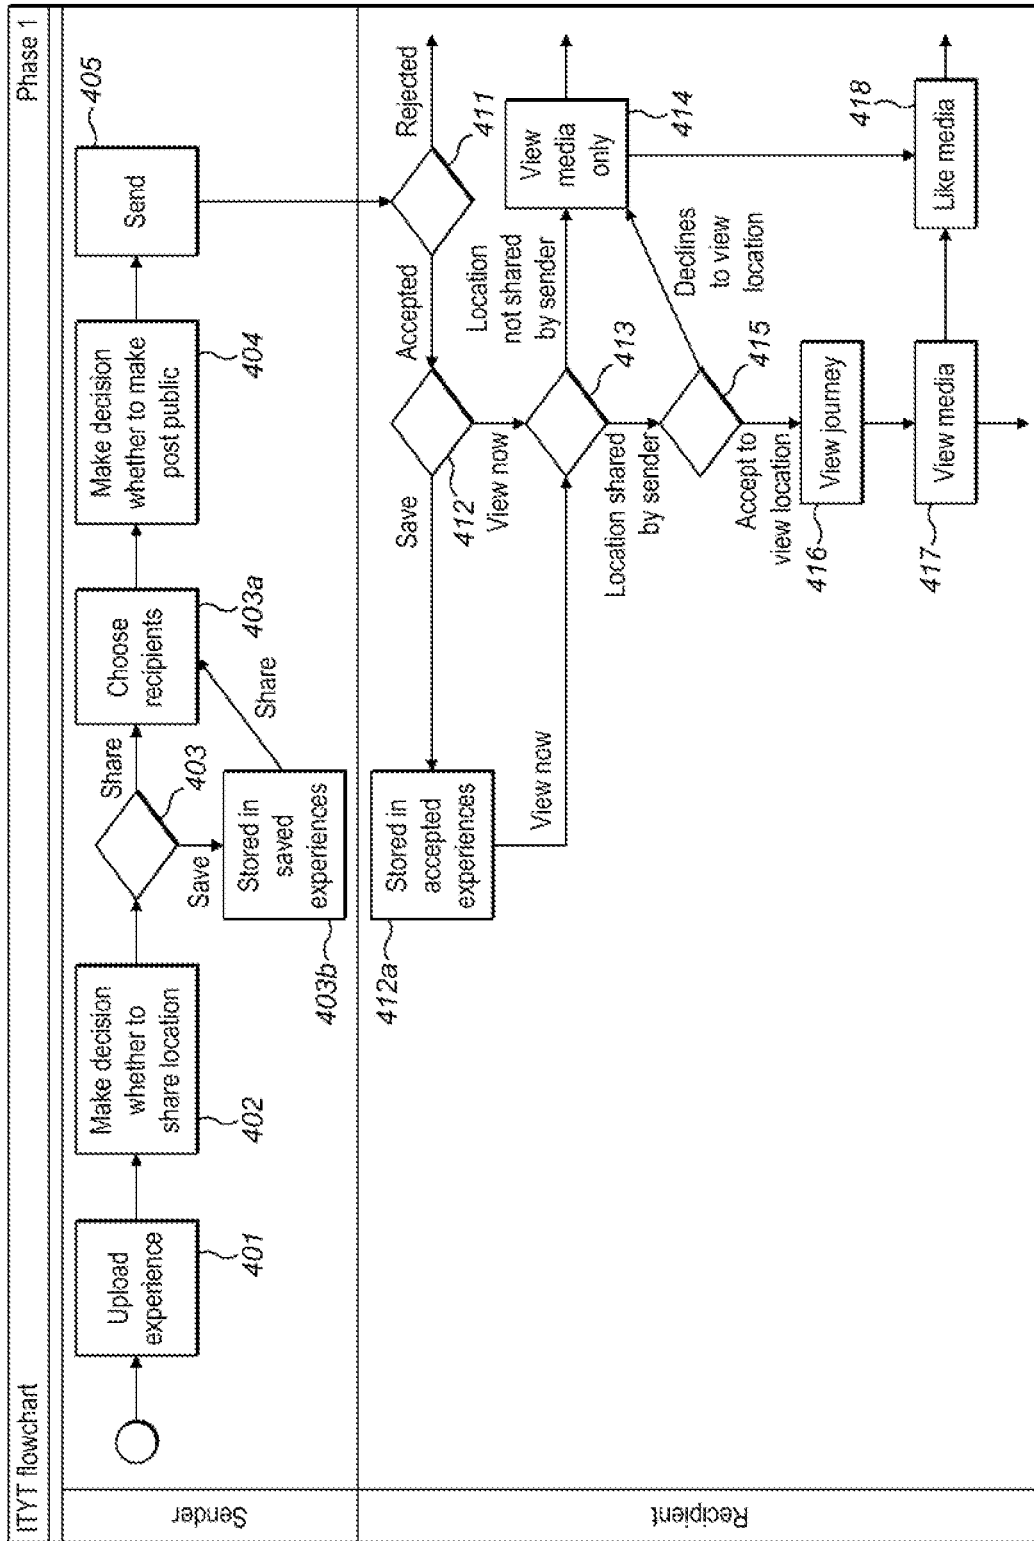 ITYT flowchart
Phase 1
Sender
Upload
experience
401
Make decision
whether to
share location
402
403
Share
Save
Stored in
saved
experiences
403b
Share
Choose
recipients
403a
Make decision
whether to make
post public
404
Send
405
Recipient
411
Rejected
Accepted
412
Save
View now
Stored in
accepted
experiences
412a
View now
413
Location
not shared
by sender
View
media
only
414
Location shared
by sender
415
Declines
to view
location
Accept to
view location
View journey
416
View media
417
Like media
418